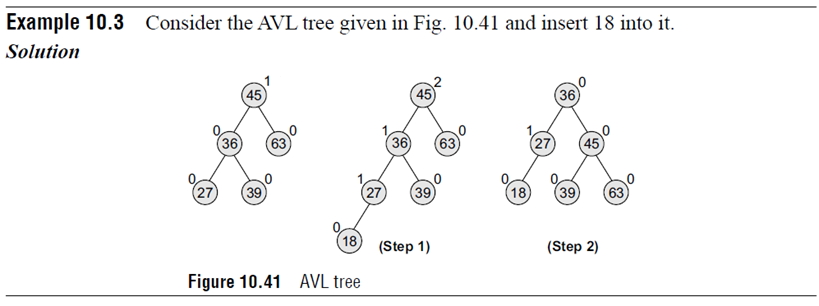 Example 10.3 Consider the AVL tree given in Fig. 10.41 and insert 18 into it.
Solution
1 2 0
45 45 36
0 0 1 0 1 0
36 63 36 63 27 45
0 0 1 0 0 0 0
27 39 27 39 18 39 63
0
18 (Step 1) (Step 2)
Figure 10.41 AVL tree